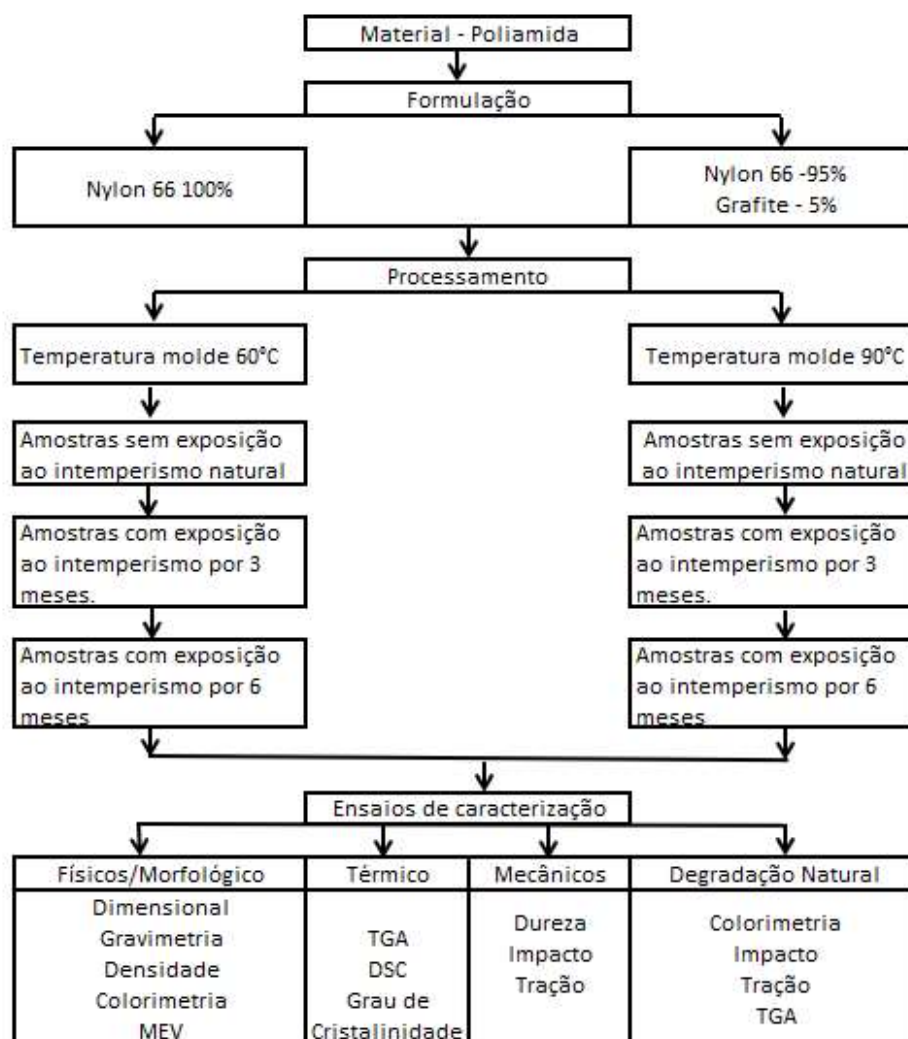 Material - Poliamida
Formulação
Nylon 66 100%
Nylon 66 -95%
Grafite - 5%
Processamento
Temperatura molde 60°C
Temperatura molde 90°C
Amostras sem exposição
ao intemperismo natural
Amostras sem exposição
ao intemperismo natural
Amostras com exposição
ao intemperismo por 3
meses.
Amostras com exposição
ao intemperismo por 3
meses.
Amostras com exposição
ao intemperismo por 6
meses
Amostras com exposição
ao intemperismo por 6
meses
Ensaios de caracterização
Físicos/Morfológico
Dimensional
Gravimetria
Densidade
Colorimetria
MEV
Térmico
TGA
DSC
Grau de
Cristalinidade
Mecânicos
Dureza
Impacto
Tração
Degradação Natural
Colorimetria
Impacto
Tração
TGA